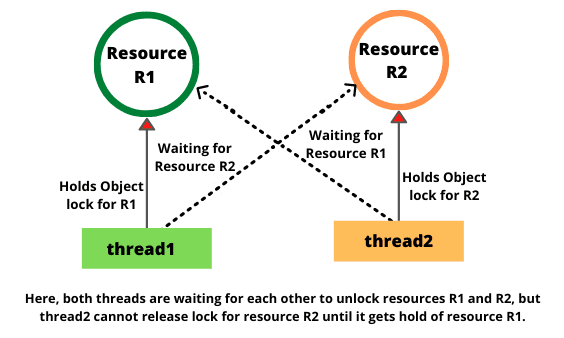 Resource
R1
Resource
R2
Waiting for
Resource R2
Waiting for
Resource R1
Holds Object
lock for R1
Holds Object
lock for R2
thread1
thread2
Here, both threads are waiting for each other to unlock resources R1 and R2, but
thread2 cannot release lock for resource R2 until it gets hold of resource R1.